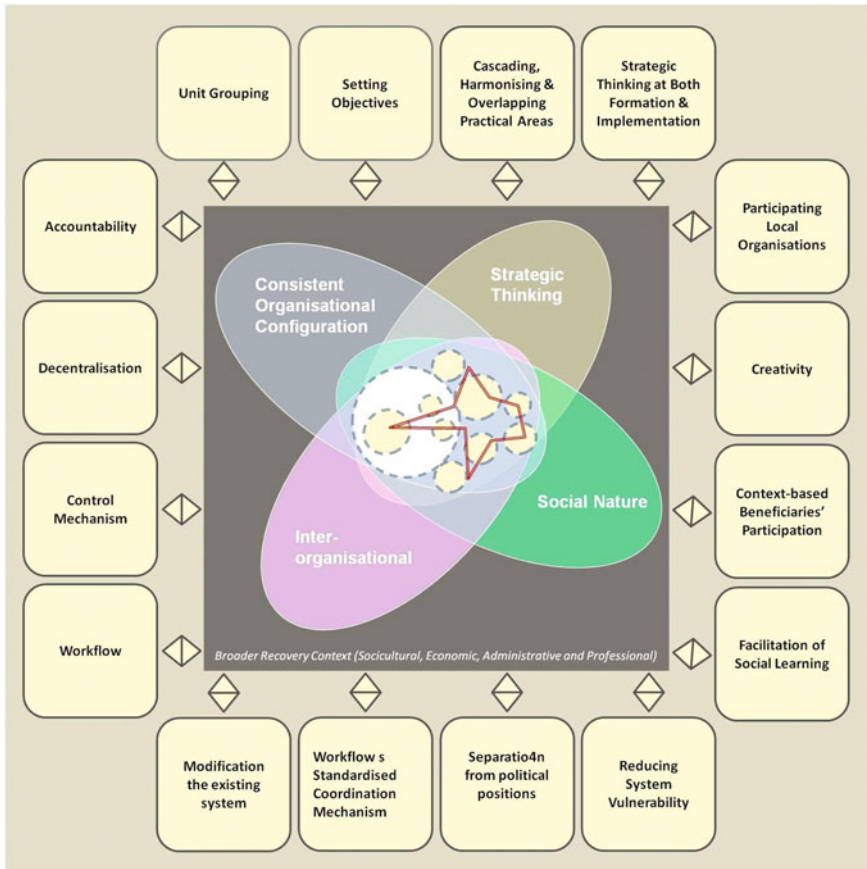 Unit Grouping
Setting
Objectives
Cascading,
Harmonising &
Overlapping
Practical Areas
Strategic
Thinking at Both
Formation &
Implementation
Accountability
Participating
Local
Organisations
Consistent
Organisational
Configuration
Strategic
Thinking
Decentralisation
Creativity
Control
Mechanism
Context-based
Beneficiaries’
Participation
Social Nature
Inter-
organisational
Workflow
Facilitation of
Social Learning
Broader Recovery Context (Socicultural, Economic, Administrative and Professional)
Modification
the existing
system
Workflow s
Standardised
Coordination
Mechanism
Separatio4n
from political
positions
Reducing
System
Vulnerability